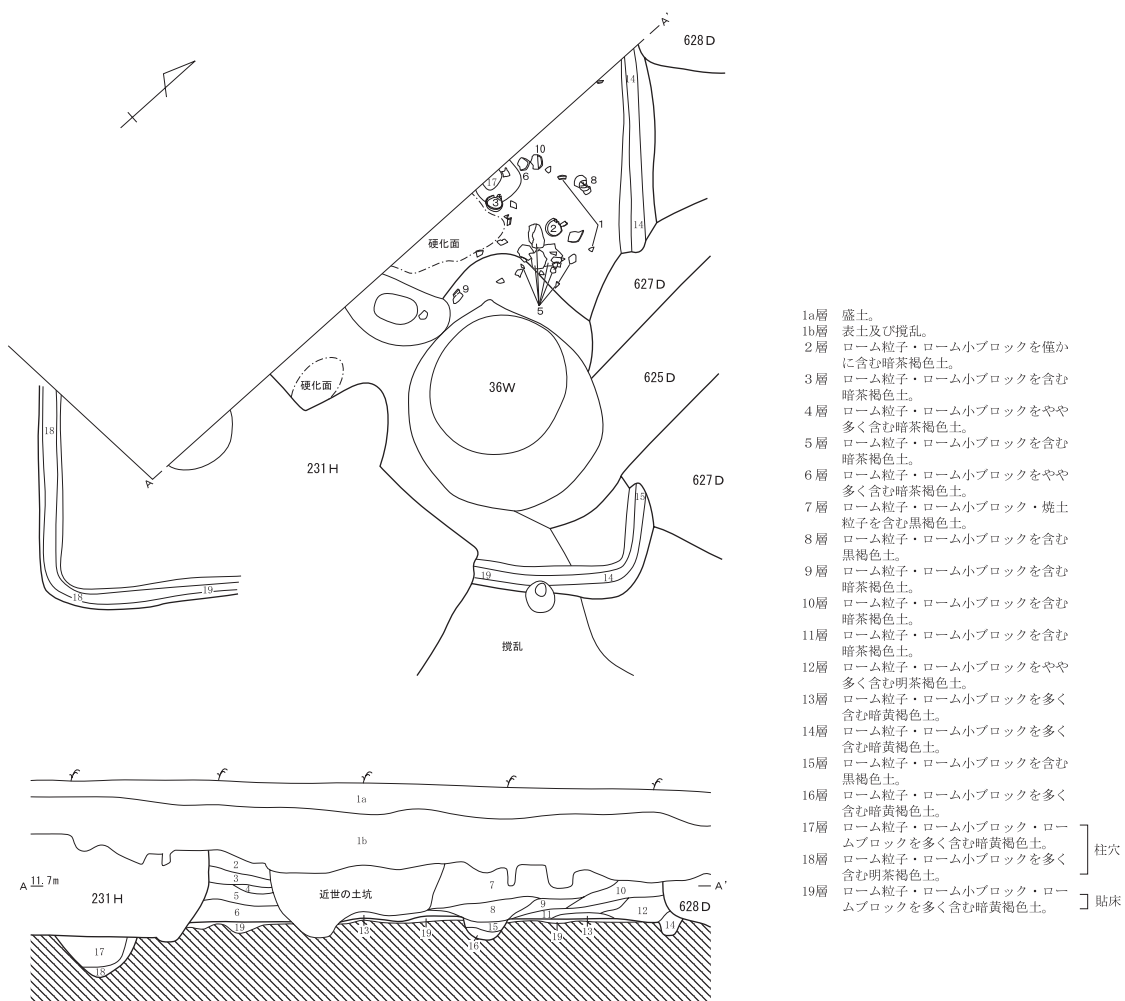 A'
628D
14
10
17
6
8
3
2
1
硬化面
14
627D
9
5
硬化面
36W
625D
18
A
231H
627D
15
19
14
18
19
撹乱
1a
1b
2
3
4
5
6
7
8
9
10
11
12
A 11.7m
231H
近世の土坑
A'
628D
19
13
19
15
16
19
13
14
17
18
1a層 盛土。
1b層 表土及び撹乱。
2層 ローム粒子・ローム小ブロックを僅か
に含む暗茶褐色土。
3層 ローム粒子・ローム小ブロックを含む
暗茶褐色土。
4層 ローム粒子・ローム小ブロックをやや
多く含む暗茶褐色土。
5層 ローム粒子・ローム小ブロックを含む
暗茶褐色土。
6層 ローム粒子・ローム小ブロックをやや
多く含む暗茶褐色土。
7層 ローム粒子・ローム小ブロック・焼土
粒子を含む黒褐色土。
8層 ローム粒子・ローム小ブロックを含む
黒褐色土。
9層 ローム粒子・ローム小ブロックを含む
暗茶褐色土。
10層 ローム粒子・ローム小ブロックを含む
暗茶褐色土。
11層 ローム粒子・ローム小ブロックを含む
暗茶褐色土。
12層 ローム粒子・ローム小ブロックをやや
多く含む明茶褐色土。
13層 ローム粒子・ローム小ブロックを多く
含む暗黄褐色土。
14層 ローム粒子・ローム小ブロックを多く
含む暗黄褐色土。
15層 ローム粒子・ローム小ブロックを含む
黒褐色土。
16層 ローム粒子・ローム小ブロックを多く
含む暗黄褐色土。
17層 ローム粒子・ローム小ブロック・ロー
ムブロックを多く含む暗黄褐色土。
18層 ローム粒子・ローム小ブロックを多く
含む明茶褐色土。
柱穴
19層 ローム粒子・ローム小ブロック・ロー
ムブロックを多く含む暗黄褐色土。
貼床